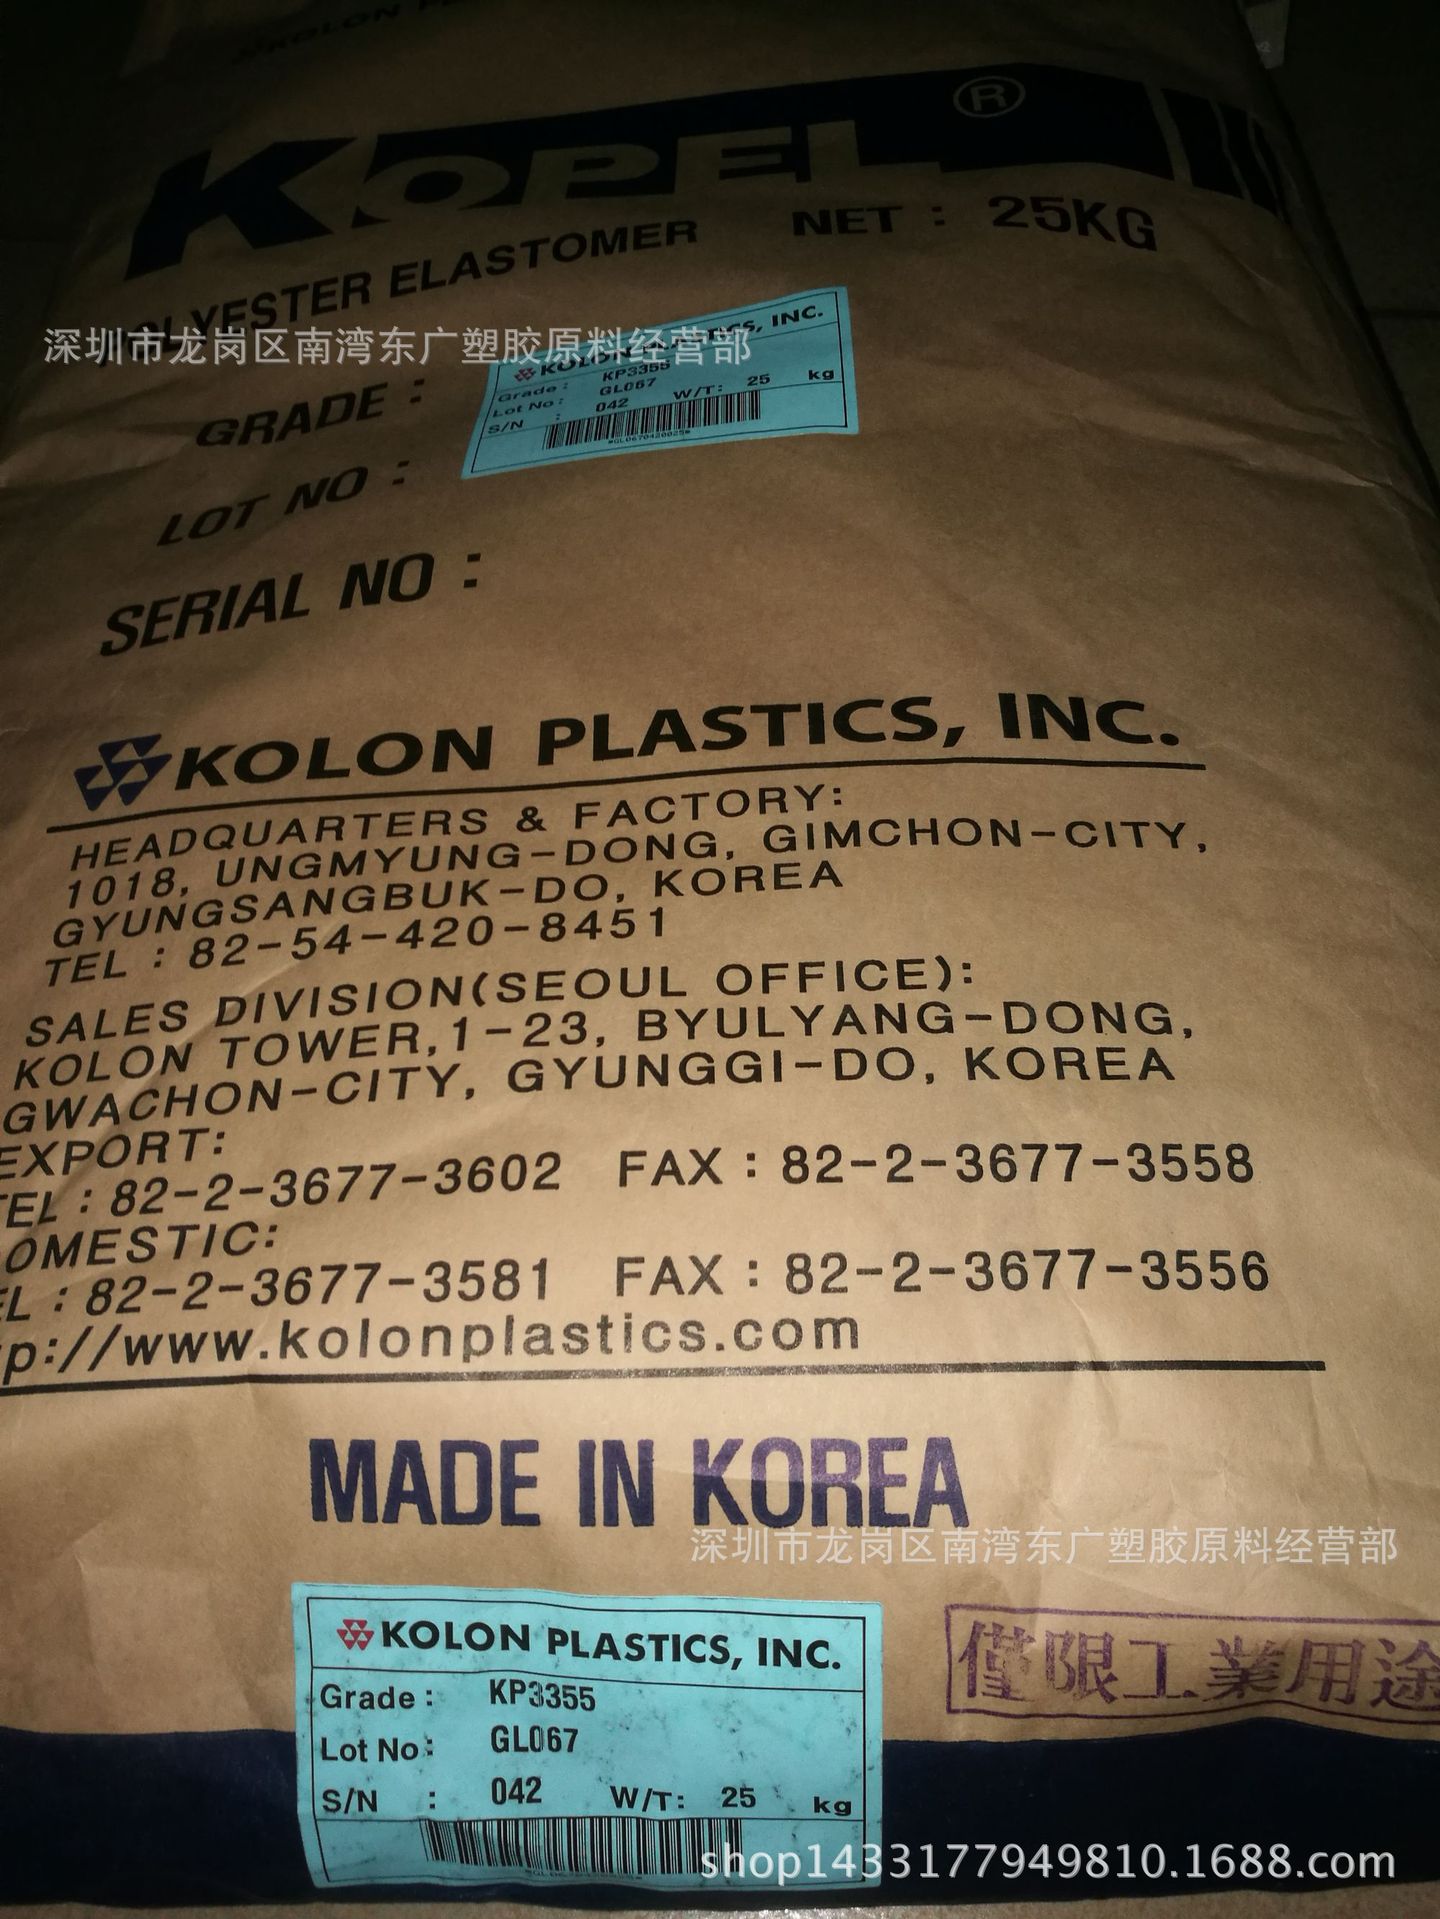 KOLON
KOPEL®
POLYESTER ELASTOMER NET : 25KG
深圳市龙岗区南湾东广塑胶原料经营部
KOLON PLASTICS, INC.
Grade : KP3355
Lot No : GL067
S/N : 042 W/T: 25 kg
*GL0670420025*
GRADE :
LOT NO :
SERIAL NO :
KOLON PLASTICS, INC.
HEADQUARTERS & FACTORY:
1018, UNGMYUNG-DONG, GIMCHON-CITY,
GYUNGSANGBUK-DO, KOREA
TEL : 82-54-420-8451
SALES DIVISION(SEOUL OFFICE):
KOLON TOWER,1-23, BYULYANG-DONG,
GWACHON-CITY, GYUNGGI-DO, KOREA
EXPORT:
TEL : 82-2-3677-3602 FAX : 82-2-3677-3558
OMESTIC:
EL : 82-2-3677-3581 FAX : 82-2-3677-3556
p://www.kolonplastics.com
MADE IN KOREA
深圳市龙岗区南湾东广塑胶原料经营部
僅限工業用途
KOLON PLASTICS, INC.
Grade : KP3355
Lot No : GL067
S/N : 042 W/T: 25 kg
shop1433177949810.1688.com